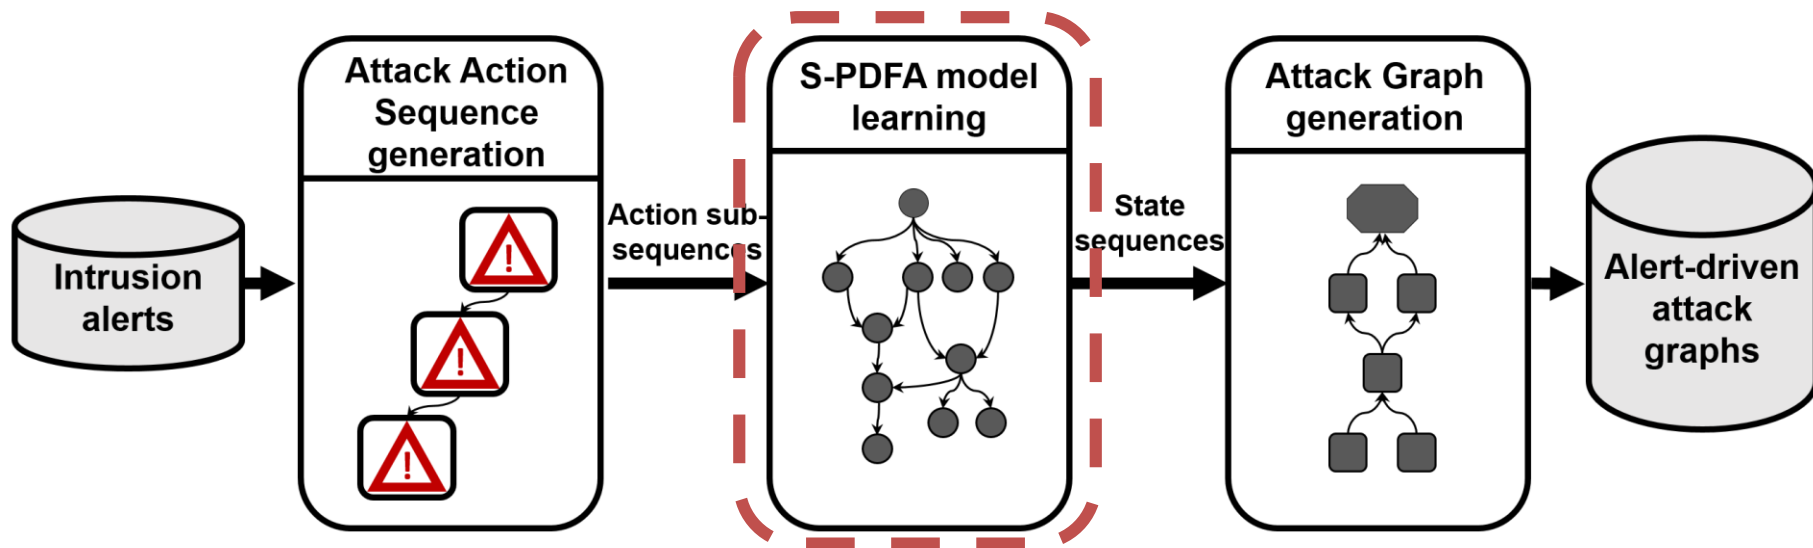 Intrusion
alerts
Attack Action
Sequence
generation
!
!
!
Action sub-
sequences
S-PDFA model
learning
State
sequences
Attack Graph
generation
Alert-driven
attack
graphs